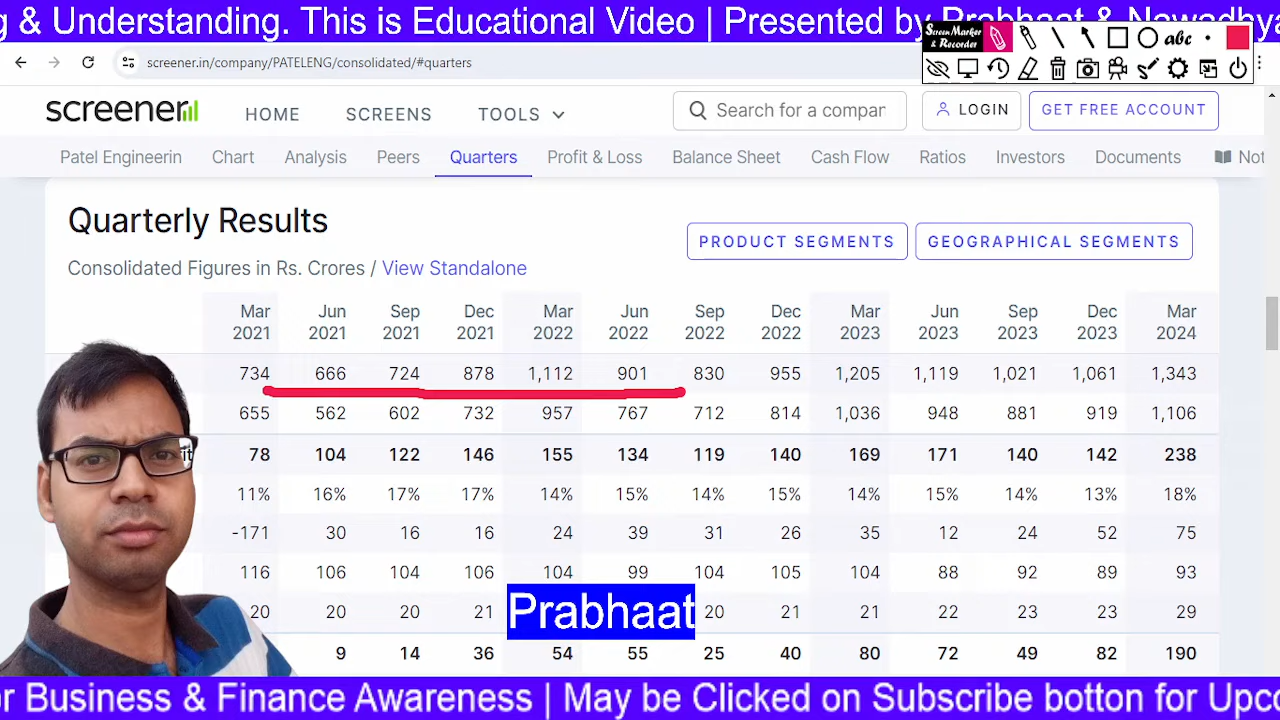 g & Understanding. This is Educational Video | Presented by Prabhaat & Nawadhya
Screen Marker & Recorder
abc
screener.in/company/PATELENG/consolidated/#quarters
screener HOME SCREENS TOOLS Search for a compar LOGIN GET FREE ACCOUNT
Patel Engineerin Chart Analysis Peers Quarters Profit & Loss Balance Sheet Cash Flow Ratios Investors Documents Not
Quarterly Results
PRODUCT SEGMENTS GEOGRAPHICAL SEGMENTS
Consolidated Figures in Rs. Crores / View Standalone
Mar 2021 Jun 2021 Sep 2021 Dec 2021 Mar 2022 Jun 2022 Sep 2022 Dec 2022 Mar 2023 Jun 2023 Sep 2023 Dec 2023 Mar 2024
734 666 724 878 1,112 901 830 955 1,205 1,119 1,021 1,061 1,343
655 562 602 732 957 767 712 814 1,036 948 881 919 1,106
it 78 104 122 146 155 134 119 140 169 171 140 142 238
11% 16% 17% 17% 14% 15% 14% 15% 14% 15% 14% 13% 18%
-171 30 16 16 24 39 31 26 35 12 24 52 75
116 106 104 106 104 99 104 105 104 88 92 89 93
20 20 20 21 20 21 21 22 23 23 29
Prabhaat
9 14 36 54 55 25 40 80 72 49 82 190
or Business & Finance Awareness | May be Clicked on Subscribe botton for Upco